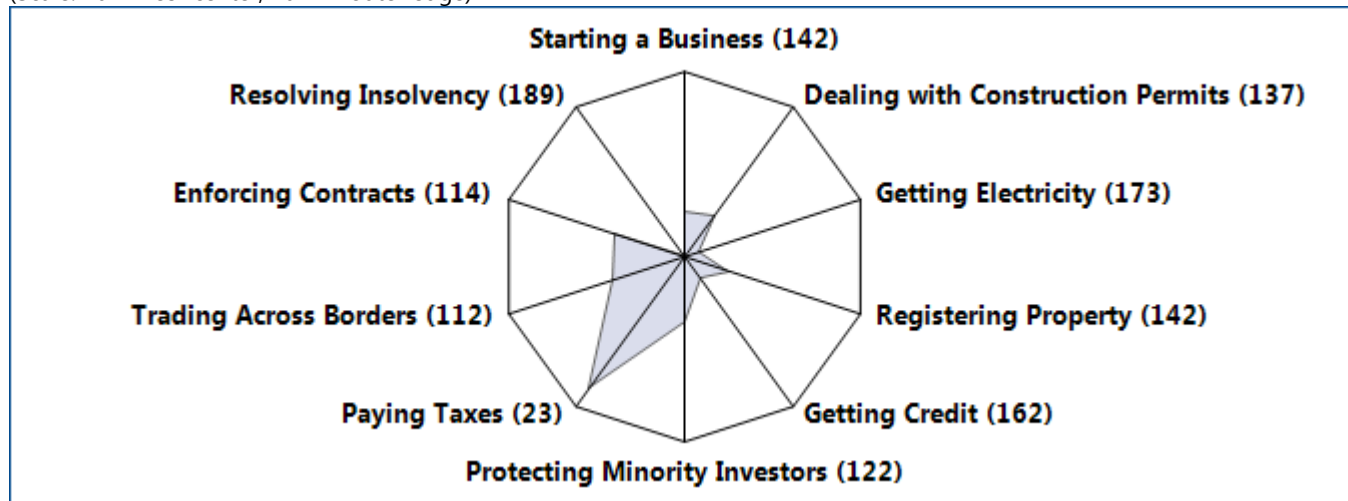 Starting a Business (142)
Resolving Insolvency (189)
Dealing with Construction Permits (137)
Enforcing Contracts (114)
Getting Electricity (173)
Trading Across Borders (112)
Registering Property (142)
Paying Taxes (23)
Getting Credit (162)
Protecting Minority Investors (122)